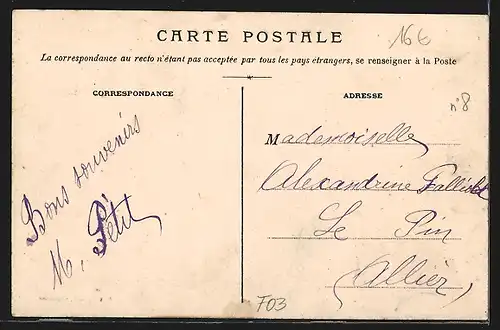 CARTE POSTALE
La correspondance au recto n'étant pas acceptée par tous les pays étrangers, se renseigner à la Poste
CORRESPONDANCE
Bons souvenirs
M. Petit
ADRESSE
Mademoiselle
Alexandrine
Le Pin
(Allier)
16 €
n°8
F03